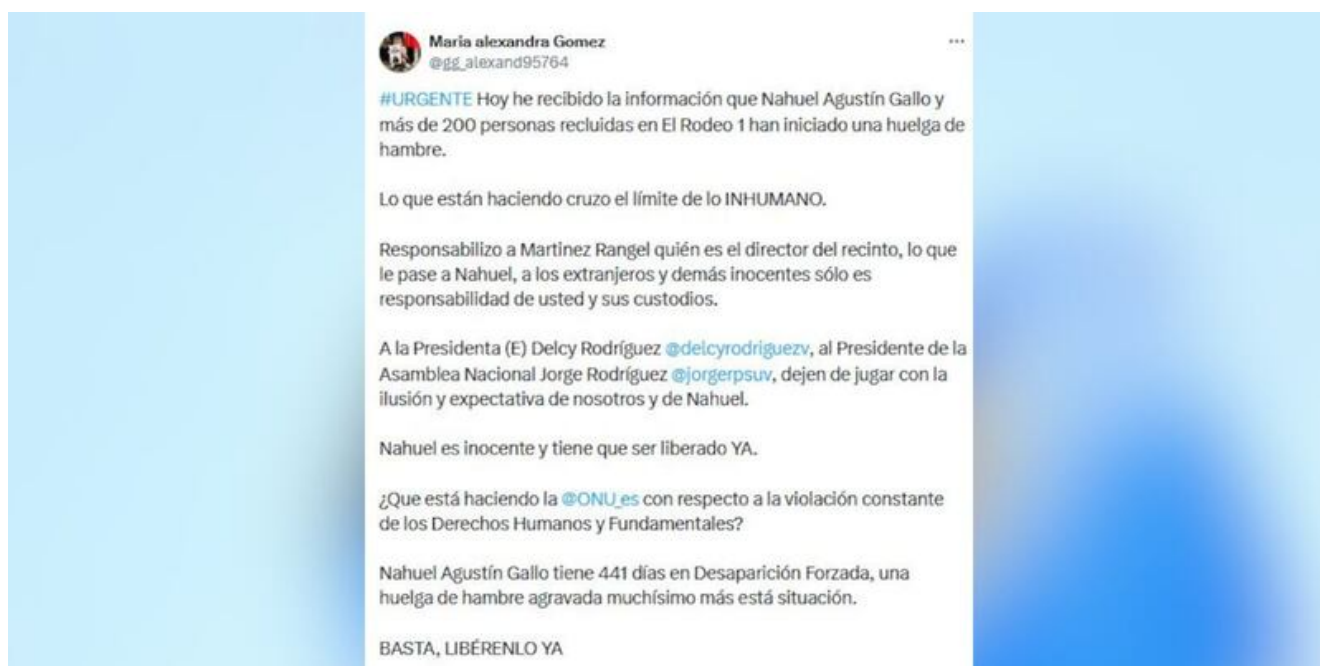 Maria alexandra Gomez
@gg_alexand95764
#URGENTE Hoy he recibido la información que Nahuel Agustín Gallo y
más de 200 personas recluidas en El Rodeo 1 han iniciado una huelga de
hambre.
Lo que están haciendo cruzo el límite de lo INHUMANO.
Responsabilizo a Martinez Rangel quién es el director del recinto, lo que
le pase a Nahuel, a los extranjeros y demás inocentes sólo es
responsabilidad de usted y sus custodios.
A la Presidenta (E) Delcy Rodríguez @delcyrodriguezv, al Presidente de la
Asamblea Nacional Jorge Rodríguez @jorgerpsuv, dejen de jugar con la
ilusión y expectativa de nosotros y de Nahuel.
Nahuel es inocente y tiene que ser liberado YA.
¿Que está haciendo la @ONU_es con respecto a la violación constante
de los Derechos Humanos y Fundamentales?
Nahuel Agustín Gallo tiene 441 días en Desaparición Forzada, una
huelga de hambre agravada muchísimo más está situación.
BASTA, LIBÉRENLO YA